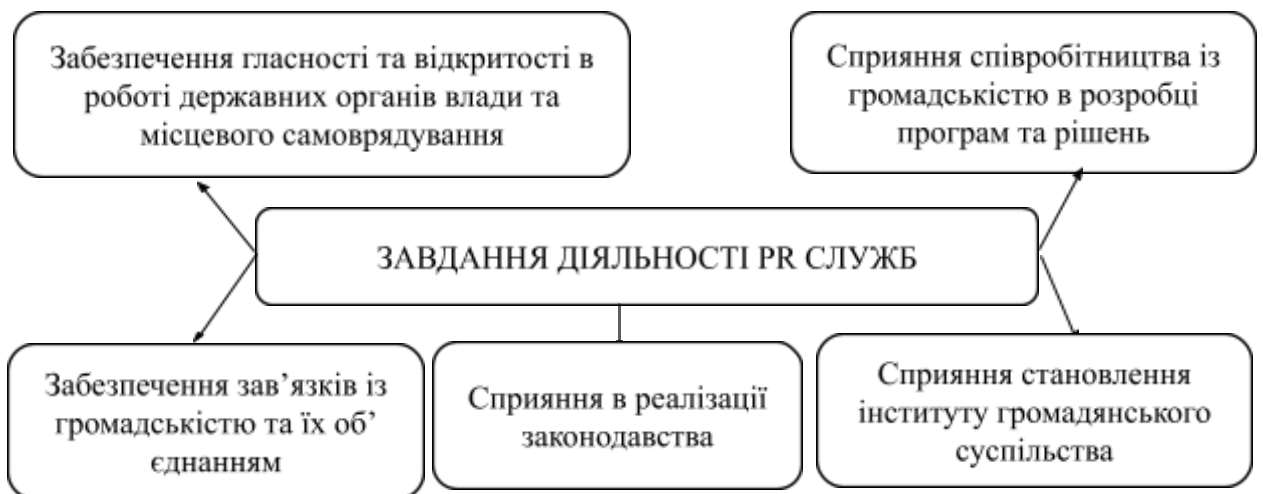 Забезпечення гласності та відкритості в
роботі державних органів влади та
місцевого самоврядування
Сприяння співробітництва із
громадськістю в розробці
програм та рішень
ЗАВДАННЯ ДІЯЛЬНОСТІ PR СЛУЖБ
Забезпечення зав’язків із
громадськістю та їх об’
єднанням
Сприяння в реалізації
законодавства
Сприяння становлення
інституту громадянського
суспільства